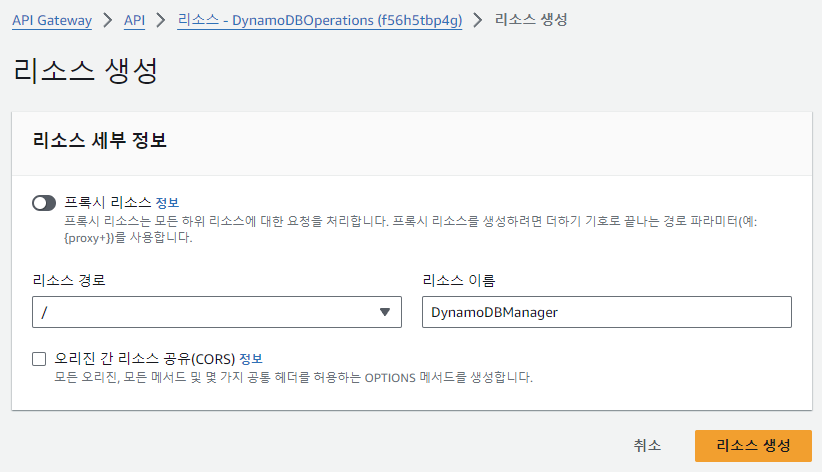 API Gateway > API > 리소스 - DynamoDBOperations (f56h5tbp4g) > 리소스 생성
리소스 생성
리소스 세부 정보
프록시 리소스 정보
프록시 리소스는 모든 하위 리소스에 대한 요청을 처리합니다. 프록시 리소스를 생성하려면 더하기 기호로 끝나는 경로 파라미터(예:
{proxy+})를 사용합니다.
리소스 경로
/
리소스 이름
DynamoDBManager
오리진 간 리소스 공유(CORS) 정보
모든 오리진, 모든 메서드 및 몇 가지 공통 헤더를 허용하는 OPTIONS 메서드를 생성합니다.
취소
리소스 생성